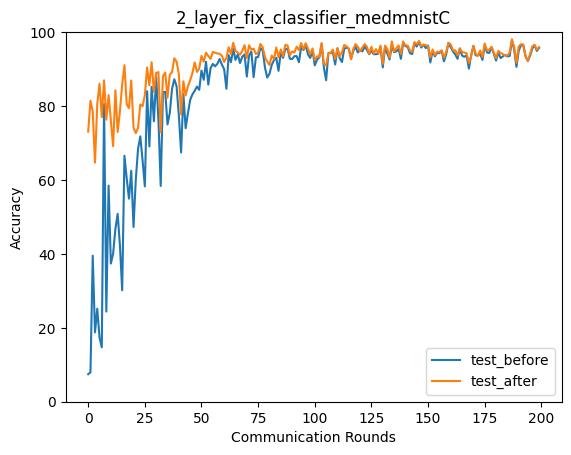 2_layer_fix_classifier_medmnistC
100
80
60
40
20
0
Accuracy
0 25 50 75 100 125 150 175 200
Communication Rounds
test_before
test_after